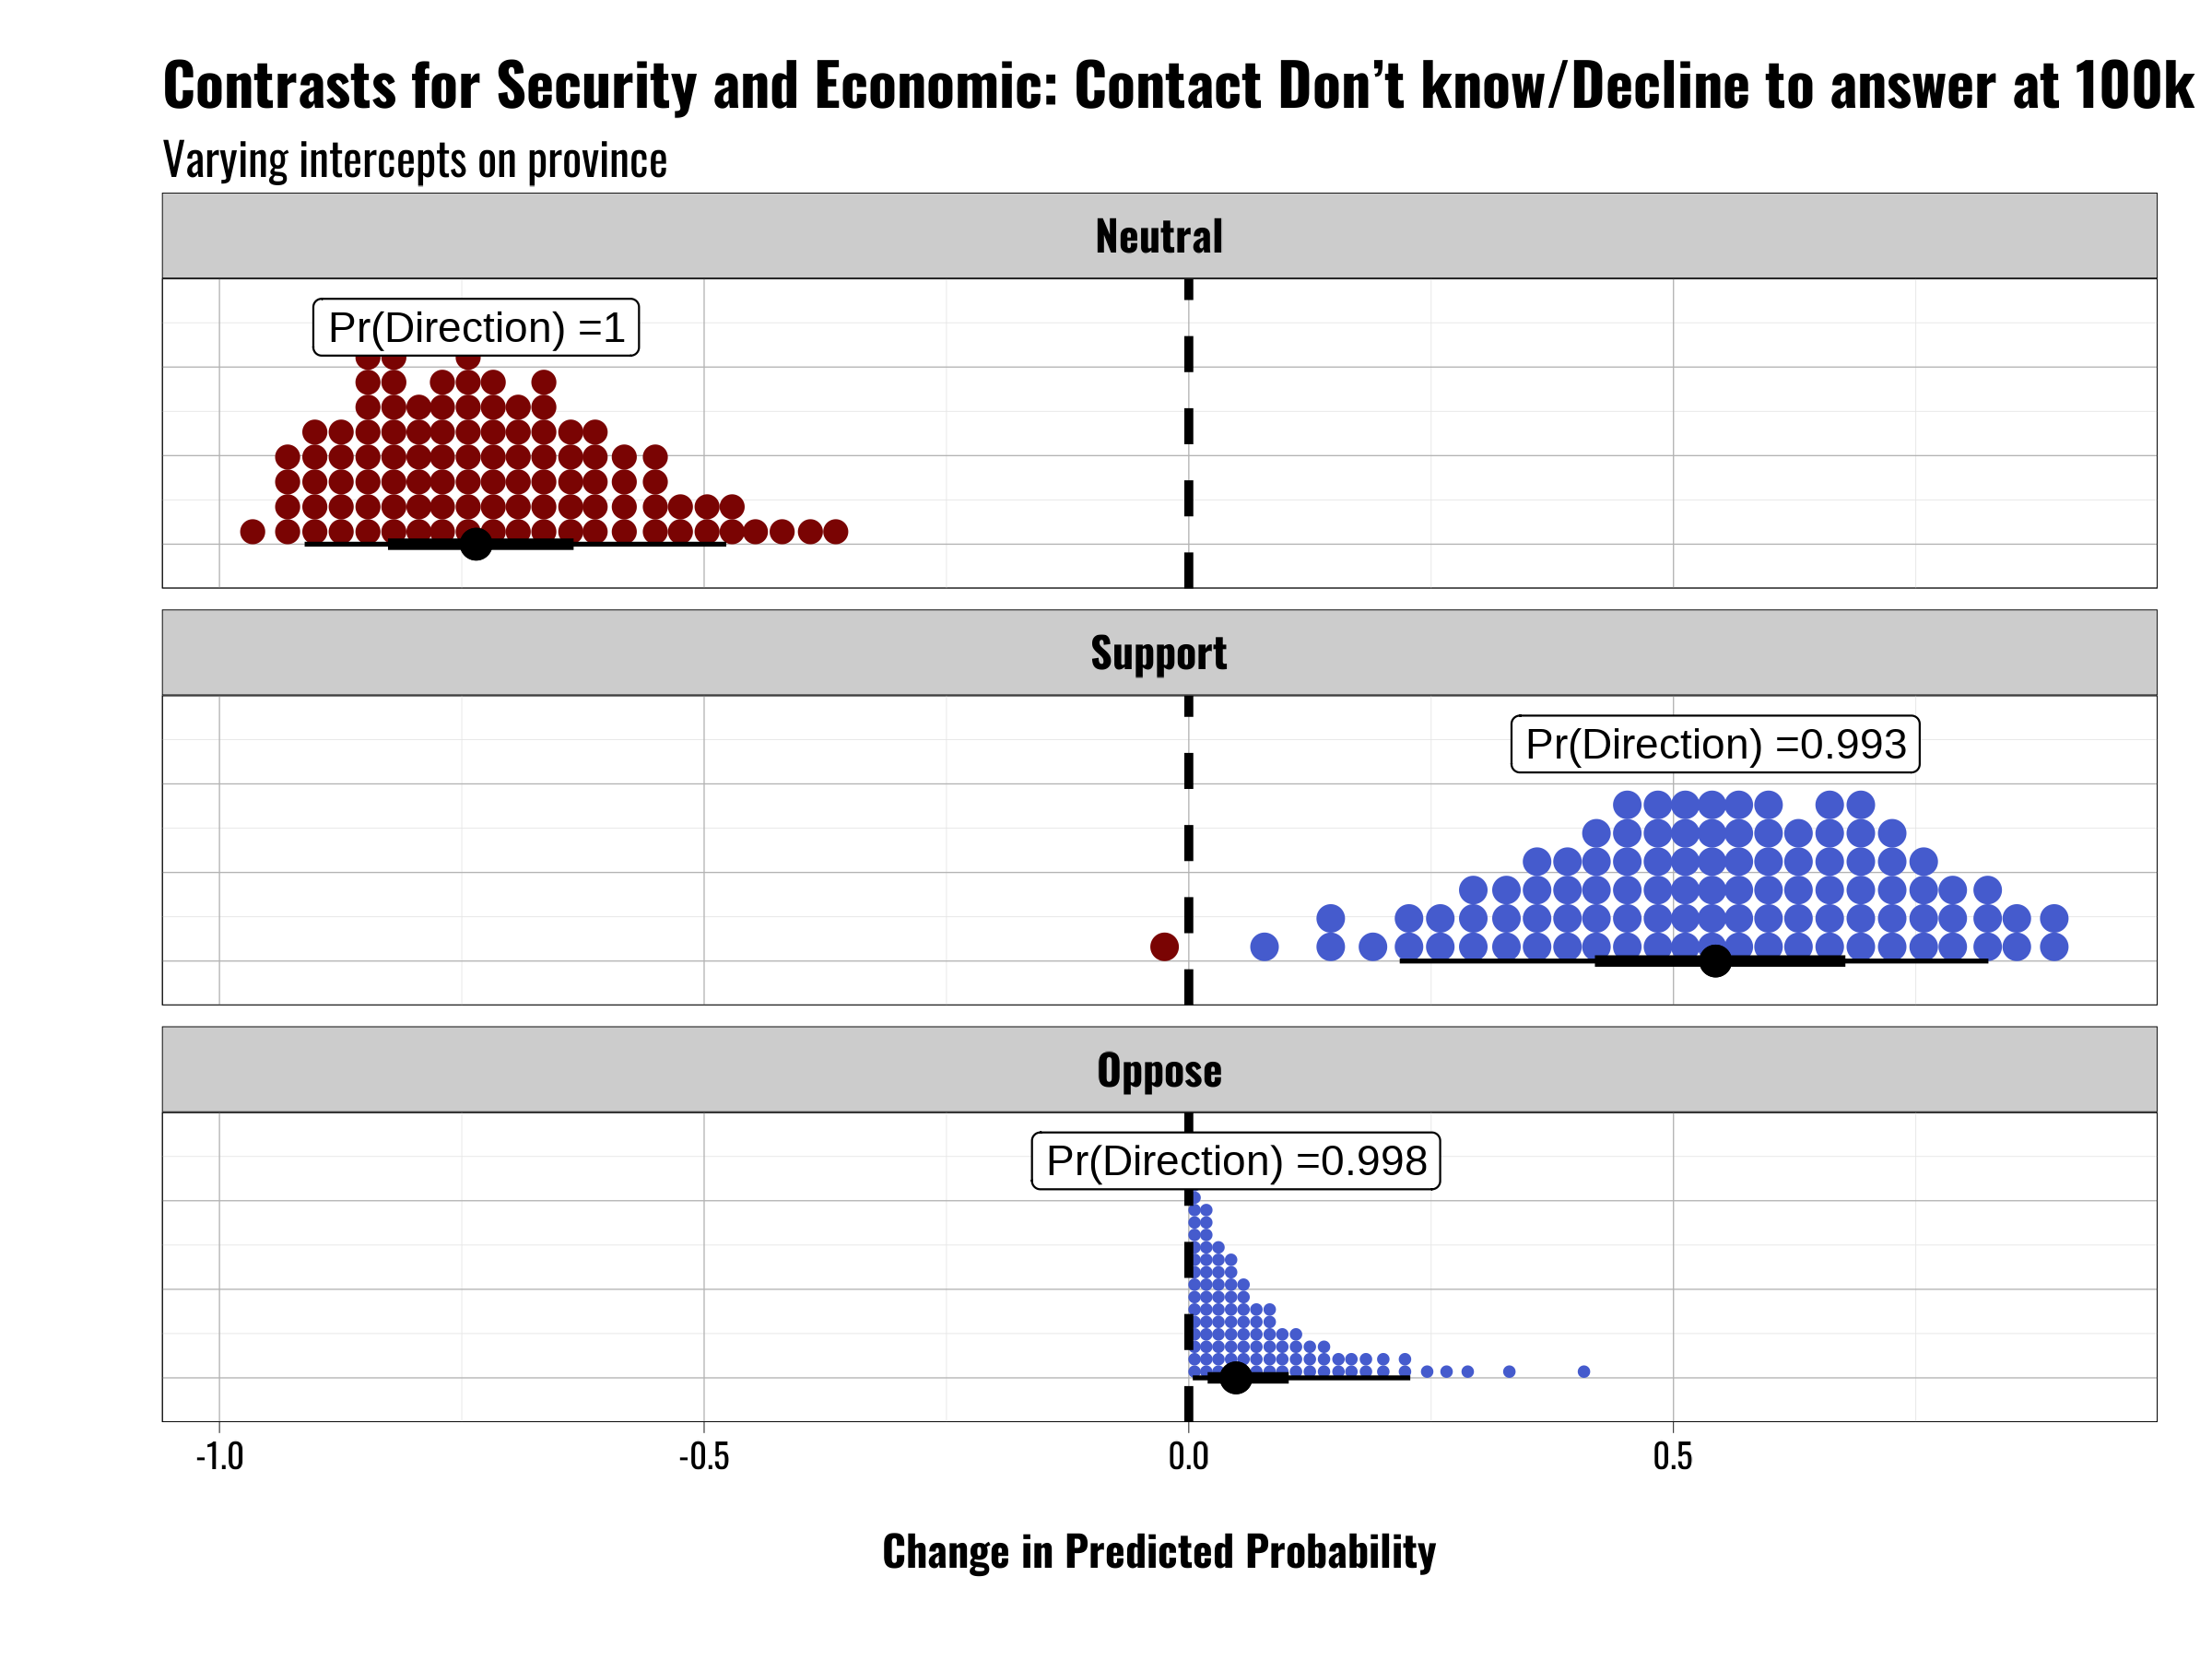 Contrasts for Security and Economic: Contact Don’t know/Decline to answer at 100k
Varying intercepts on province
Neutral
Pr(Direction) =1
Support
Pr(Direction) =0.993
Oppose
Pr(Direction) =0.998
-1.0 -0.5 0.0 0.5
Change in Predicted Probability